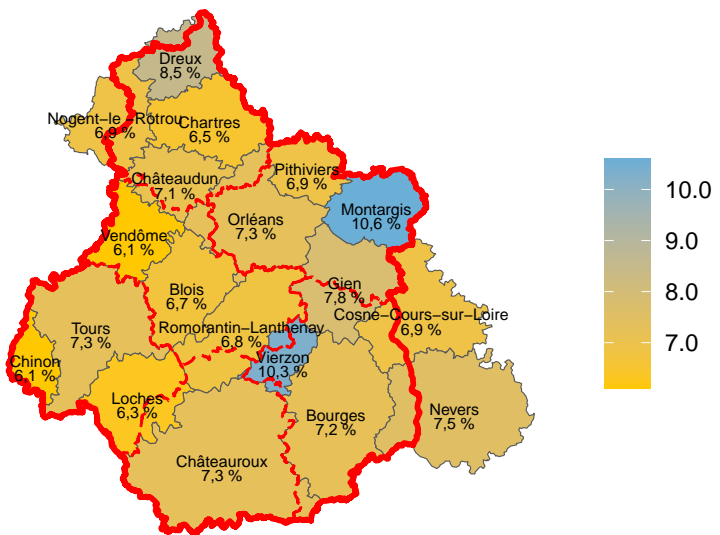 Dreux
8,5 %
Nogent−le −Rotrou
6,9 %
Chartres
6,5 %
Pithiviers
6,9 %
Châteaudun
7,1 %
Montargis
10,6 %
Orléans
7,3 %
Vendôme
6,1 %
Blois
6,7 %
Gien
7,8 %
Cosne−Cours−sur−Loire
6,9 %
Tours
7,3 %
Romorantin−Lanthenay
6,8 %
Vierzon
10,3 %
Chinon
6,1 %
Loches
6,3 %
Bourges
7,2 %
Nevers
7,5 %
Châteauroux
7,3 %
10.0
9.0
8.0
7.0